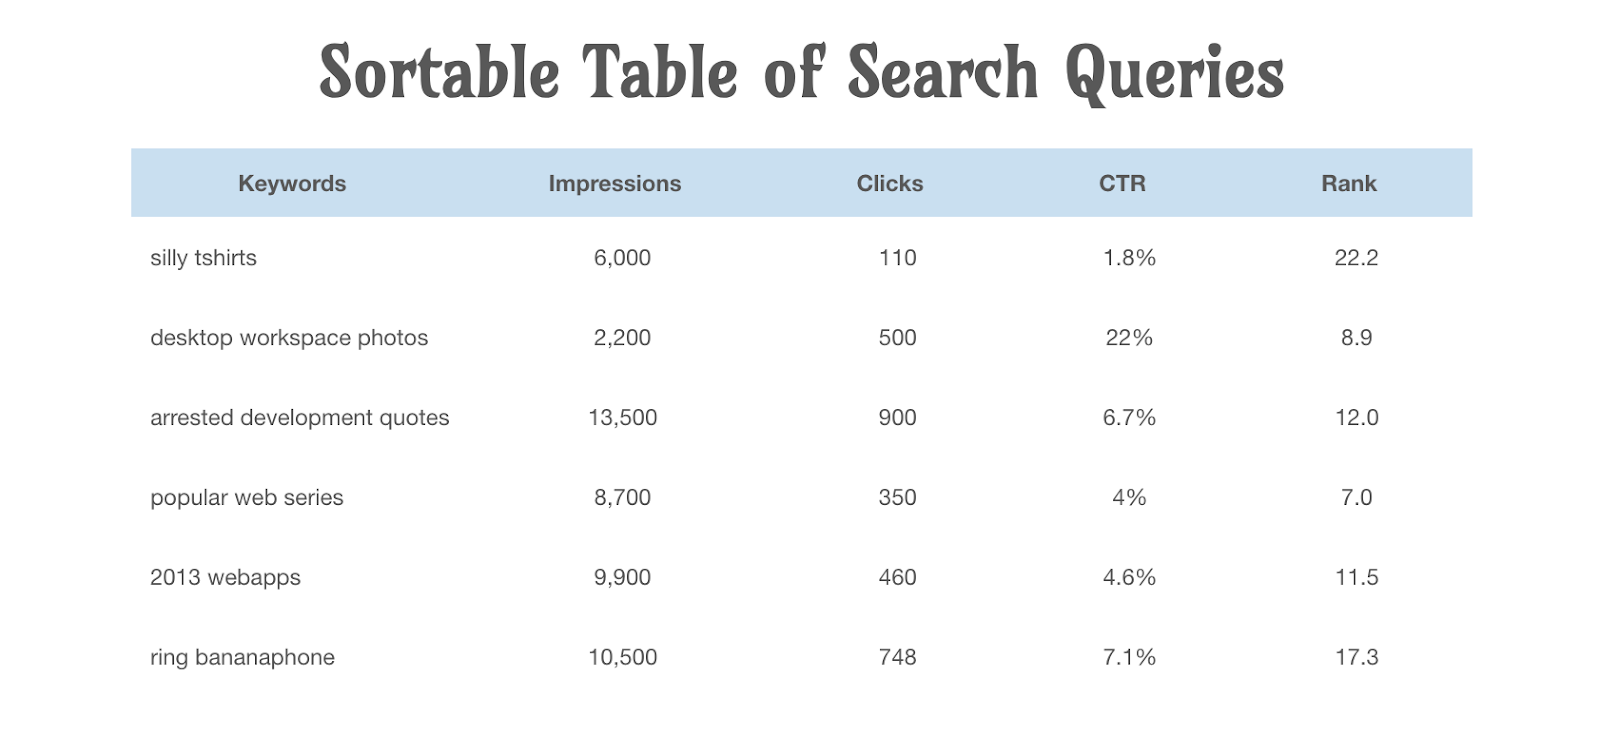 Sortable Table of Search Queries
Keywords Impressions Clicks CTR Rank
silly tshirts 6,000 110 1.8% 22.2
desktop workspace photos 2,200 500 22% 8.9
arrested development quotes 13,500 900 6.7% 12.0
popular web series 8,700 350 4% 7.0
2013 webapps 9,900 460 4.6% 11.5
ring bananaphone 10,500 748 7.1% 17.3